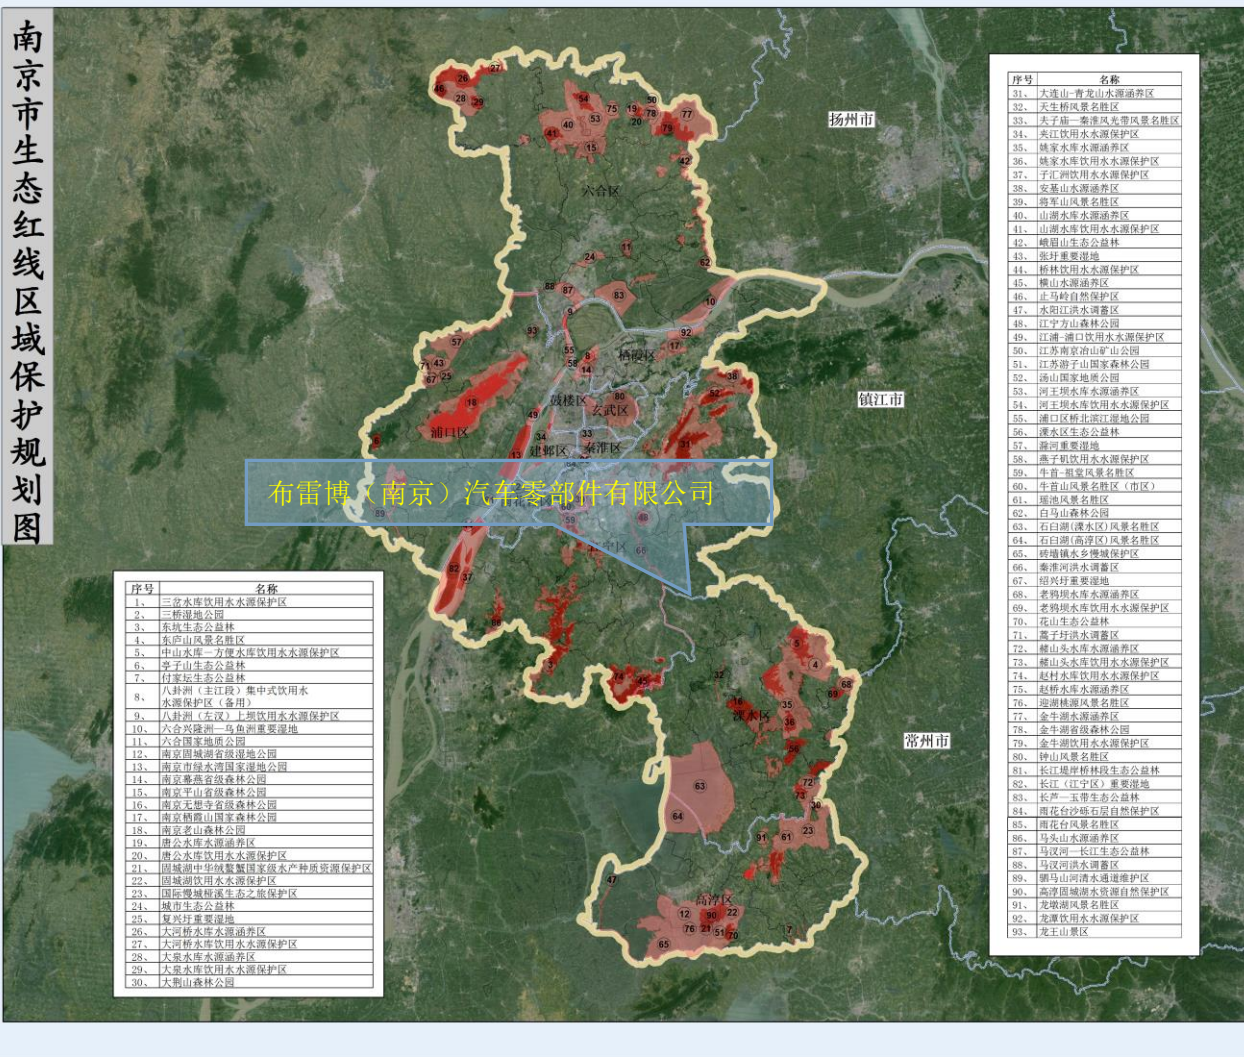 南京市生态红线区域保护规划图
扬州市
六合区
栖霞区
鼓楼区
玄武区
镇江市
浦口区
建邺区
秦淮区
布雷博（南京）汽车零部件有限公司
溧水区
常州市
高淳区
序号 名称
1、 三岔水库饮用水水源保护区
2、 三桥湿地公园
3、 东坑生态公益林
4、 东庐山风景名胜区
5、 中山水库—方便水库饮用水水源保护区
6、 亭子山生态公益林
7、 付家坛生态公益林
8、 八卦洲（主江段）集中式饮用水
水源保护区（备用）
9、 八卦洲（左汊）上坝饮用水水源保护区
10、 六合兴隆洲—乌鱼洲重要湿地
11、 六合国家地质公园
12、 南京固城湖省级湿地公园
13、 南京市绿水湾国家湿地公园
14、 南京幕燕省级森林公园
15、 南京平山省级森林公园
16、 南京无想寺省级森林公园
17、 南京栖霞山国家森林公园
18、 南京老山森林公园
19、 唐公水库水源涵养区
20、 唐公水库饮用水水源保护区
21、 固城湖中华绒螯蟹国家级水产种质资源保护区
22、 固城湖饮用水水源保护区
23、 国际慢城桠溪生态之旅保护区
24、 城市生态公益林
25、 复兴圩重要湿地
26、 大河桥水库水源涵养区
27、 大河桥水库饮用水水源保护区
28、 大泉水库水源涵养区
29、 大泉水库饮用水水源保护区
30、 大荆山森林公园
序号 名称
31、 大连山-青龙山水源涵养区
32、 天生桥风景名胜区
33、 夫子庙—秦淮风光带风景名胜区
34、 夹江饮用水水源保护区
35、 姚家水库水源涵养区
36、 姚家水库饮用水水源保护区
37、 子汇洲饮用水水源保护区
38、 安基山水源涵养区
39、 将军山风景名胜区
40、 山湖水库水源涵养区
41、 山湖水库饮用水水源保护区
42、 峨眉山生态公益林
43、 张圩重要湿地
44、 桥林饮用水水源保护区
45、 横山水源涵养区
46、 止马岭自然保护区
47、 水阳江洪水调蓄区
48、 江宁方山森林公园
49、 江浦-浦口饮用水水源保护区
50、 江苏南京冶山矿山公园
51、 江苏游子山国家森林公园
52、 汤山国家地质公园
53、 河王坝水库水源涵养区
54、 河王坝水库饮用水水源保护区
55、 浦口区桥北滨江湿地公园
56、 溧水区生态公益林
57、 滁河重要湿地
58、 燕子矶饮用水水源保护区
59、 牛首-祖堂风景名胜区
60、 牛首山风景名胜区（市区）
61、 瑶池风景名胜区
62、 白马山森林公园
63、 石臼湖(溧水区)风景名胜区
64、 石臼湖(高淳区)风景名胜区
65、 砖墙镇水乡慢城保护区
66、 秦淮河洪水调蓄区
67、 绍兴圩重要湿地
68、 老鸦坝水库水源涵养区
69、 老鸦坝水库饮用水水源保护区
70、 花山生态公益林
71、 蒿子圩洪水调蓄区
72、 赭山头水库水源涵养区
73、 赭山头水库饮用水水源保护区
74、 赵村水库饮用水水源保护区
75、 赵桥水库水源涵养区
76、 迎湖桃源风景名胜区
77、 金牛湖水源涵养区
78、 金牛湖省级森林公园
79、 金牛湖饮用水水源保护区
80、 钟山风景名胜区
81、 长江堤岸桥林段生态公益林
82、 长江（江宁区）重要湿地
83、 长芦—玉带生态公益林
84、 雨花台沙砾石层自然保护区
85、 雨花台风景名胜区
86、 马头山水源涵养区
87、 马汊河—长江生态公益林
88、 马汊河洪水调蓄区
89、 驷马山河清水通道维护区
90、 高淳固城湖水资源自然保护区
91、 龙墩湖风景名胜区
92、 龙潭饮用水水源保护区
93、 龙王山景区